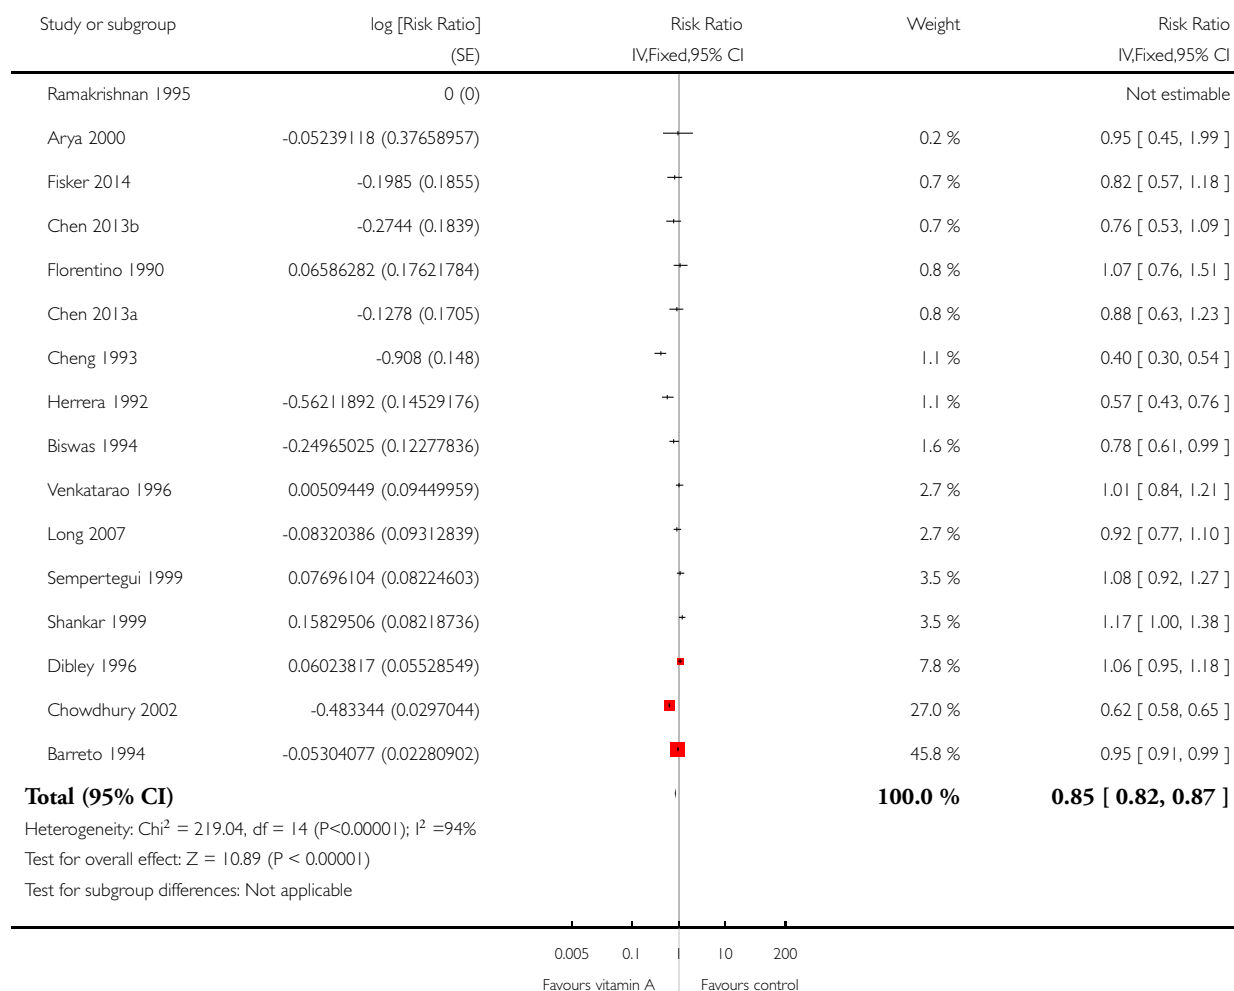 Study or subgroup log [Risk Ratio] Risk Ratio Weight Risk Ratio
(SE) IV,Fixed,95% CI IV,Fixed,95% CI
Ramakrishnan 1995 0 (0) Not estimable
Arya 2000 -0.05239118 (0.37658957) 0.2 % 0.95 [ 0.45, 1.99 ]
Fisker 2014 -0.1985 (0.1855) 0.7 % 0.82 [ 0.57, 1.18 ]
Chen 2013b -0.2744 (0.1839) 0.7 % 0.76 [ 0.53, 1.09 ]
Florentino 1990 0.06586282 (0.17621784) 0.8 % 1.07 [ 0.76, 1.51 ]
Chen 2013a -0.1278 (0.1705) 0.8 % 0.88 [ 0.63, 1.23 ]
Cheng 1993 -0.908 (0.148) 1.1 % 0.40 [ 0.30, 0.54 ]
Herrera 1992 -0.56211892 (0.14529176) 1.1 % 0.57 [ 0.43, 0.76 ]
Biswas 1994 -0.24965025 (0.12277836) 1.6 % 0.78 [ 0.61, 0.99 ]
Venkatarao 1996 0.00509449 (0.09449959) 2.7 % 1.01 [ 0.84, 1.21 ]
Long 2007 -0.08320386 (0.09312839) 2.7 % 0.92 [ 0.77, 1.10 ]
Sempertegui 1999 0.07696104 (0.08224603) 3.5 % 1.08 [ 0.92, 1.27 ]
Shankar 1999 0.15829506 (0.08218736) 3.5 % 1.17 [ 1.00, 1.38 ]
Dibley 1996 0.06023817 (0.05528549) 7.8 % 1.06 [ 0.95, 1.18 ]
Chowdhury 2002 -0.483344 (0.0297044) 27.0 % 0.62 [ 0.58, 0.65 ]
Barreto 1994 -0.05304077 (0.02280902) 45.8 % 0.95 [ 0.91, 0.99 ]
Total (95% CI) 100.0 % 0.85 [ 0.82, 0.87 ]
Heterogeneity: Chi² = 219.04, df = 14 (P<0.00001); I² =94%
Test for overall effect: Z = 10.89 (P < 0.00001)
Test for subgroup differences: Not applicable
0.005 0.1 1 10 200
Favours vitamin A Favours control